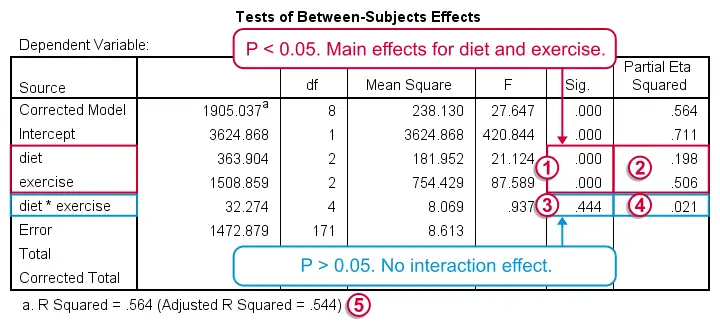 Tests of Between-Subjects Effects
Dependent Variable:
P < 0.05. Main effects for diet and exercise.
Source df Mean Square F Sig. Partial Eta Squared
Corrected Model 1905.037a 8 238.130 27.647 .000 .564
Intercept 3624.868 1 3624.868 420.844 .000 .711
diet 363.904 2 181.952 21.124 1 .000 2 .198
exercise 1508.859 2 754.429 87.589 .000 .506
diet * exercise 32.274 4 8.069 .937 3 .444 4 .021
Error 1472.879 171 8.613
Total
P > 0.05. No interaction effect.
Corrected Total
a. R Squared = .564 (Adjusted R Squared = .544) 5